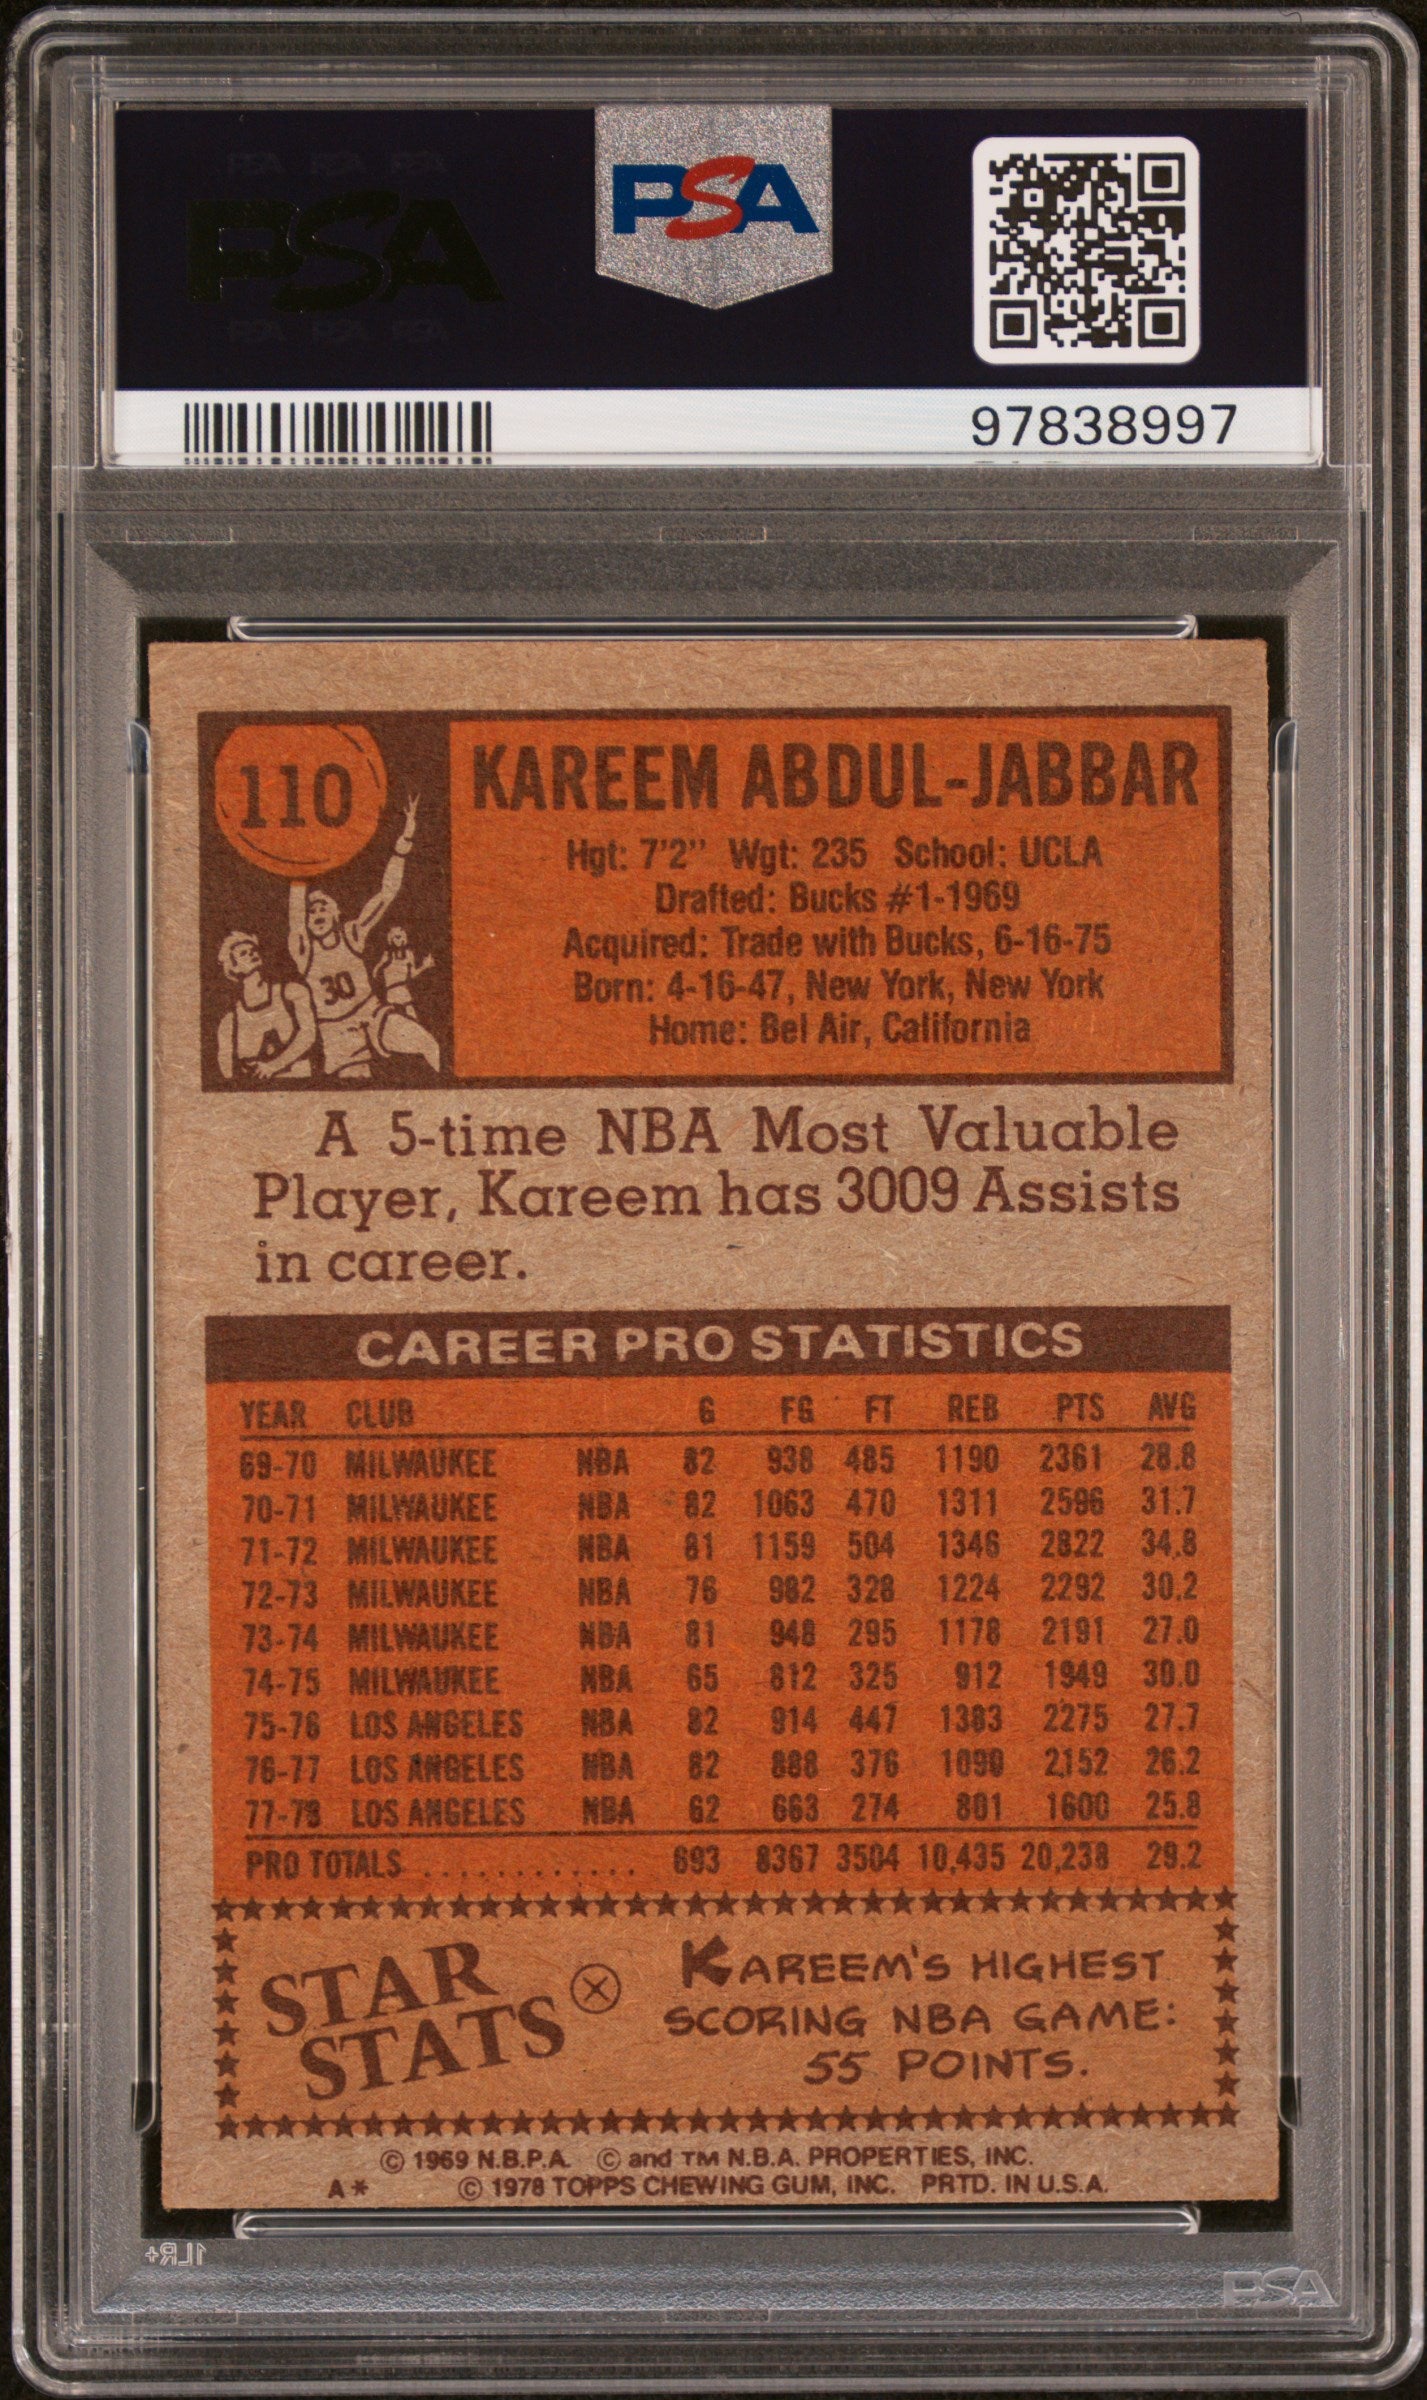 PSA PSA PSA
PSA
PSA PSA PSA
PSA
97838997
110
30
KAREEM ABDUL-JABBAR
Hgt: 7'2" Wgt: 235 School: UCLA
Drafted: Bucks #1-1969
Acquired: Trade with Bucks, 6-16-75
Born: 4-16-47, New York, New York
Home: Bel Air, California
A 5-time NBA Most Valuable
Player, Kareem has 3009 Assists
in career.
CAREER PRO STATISTICS
YEAR CLUB G FG FT REB PTS AVG
69-70 MILWAUKEE NBA 82 938 485 1190 2361 28.8
70-71 MILWAUKEE NBA 82 1063 470 1311 2596 31.7
71-72 MILWAUKEE NBA 81 1159 504 1346 2822 34.8
72-73 MILWAUKEE NBA 76 982 328 1224 2292 30.2
73-74 MILWAUKEE NBA 81 948 295 1178 2191 27.0
74-75 MILWAUKEE NBA 65 812 325 912 1949 30.0
75-76 LOS ANGELES NBA 82 914 447 1383 2275 27.7
76-77 LOS ANGELES NBA 82 888 376 1090 2152 26.2
77-78 LOS ANGELES NBA 62 663 274 801 1600 25.8
PRO TOTALS ............ 693 8367 3504 10,435 20,238 29.2
STAR STATS
KAREEM'S HIGHEST
SCORING NBA GAME:
55 POINTS.
© 1969 N.B.P.A. © and TM N.B.A. PROPERTIES, INC.
A* © 1978 TOPPS CHEWING GUM, INC. PRTD. IN U.S.A.
1LR+
PSA